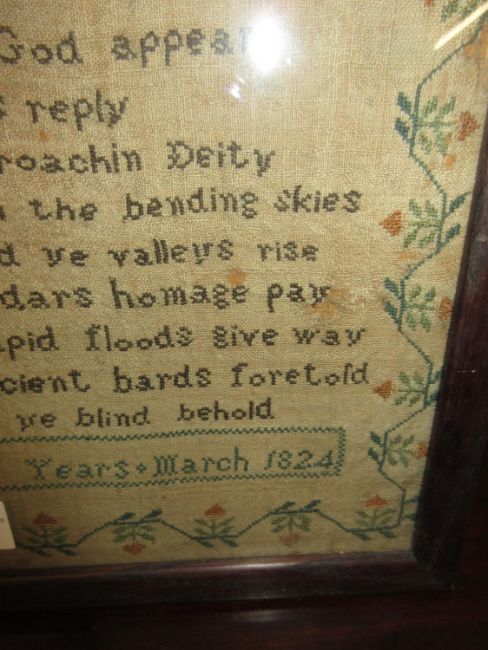 God appear
s reply
roachin Deity
the bending skies
d ye valleys rise
dars homage pay
pid floods give way
cient bards foretold
ye blind behold
Years March 1824